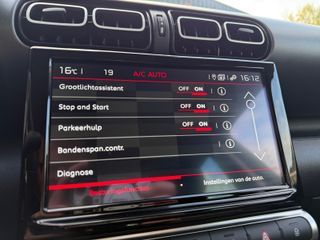 16°C 19 A/C AUTO 16:12
Grootlichtassistent OFF ON
Stop and Start OFF ON
Parkeerhulp OFF ON
Bandenspan.contr.
Diagnose
Besturingsfuncties Instellingen van de auto.